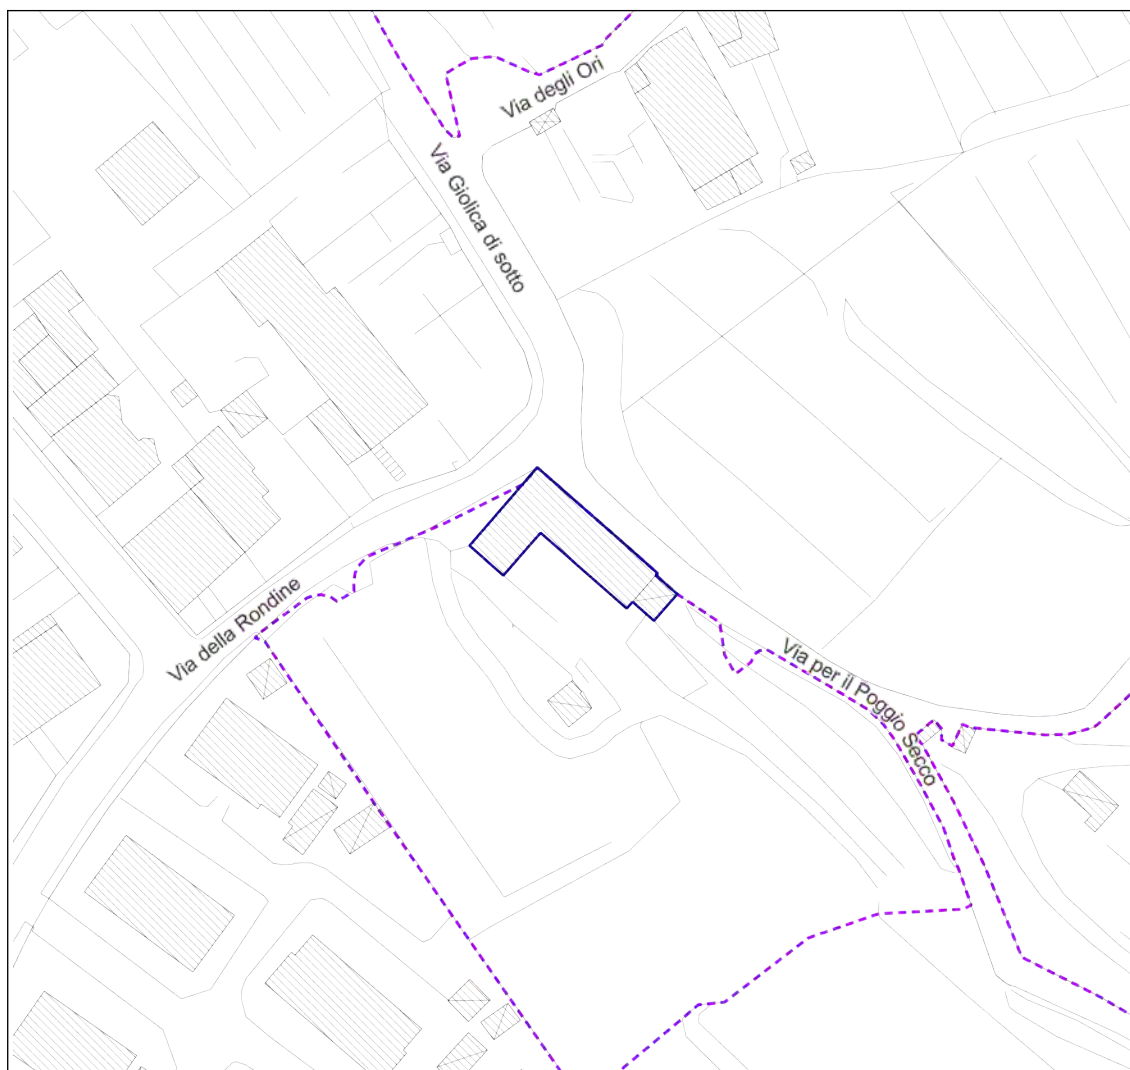 Via degli Ori
Via Giolica di sotto
Via della Rondine
Via per il Poggio Secco